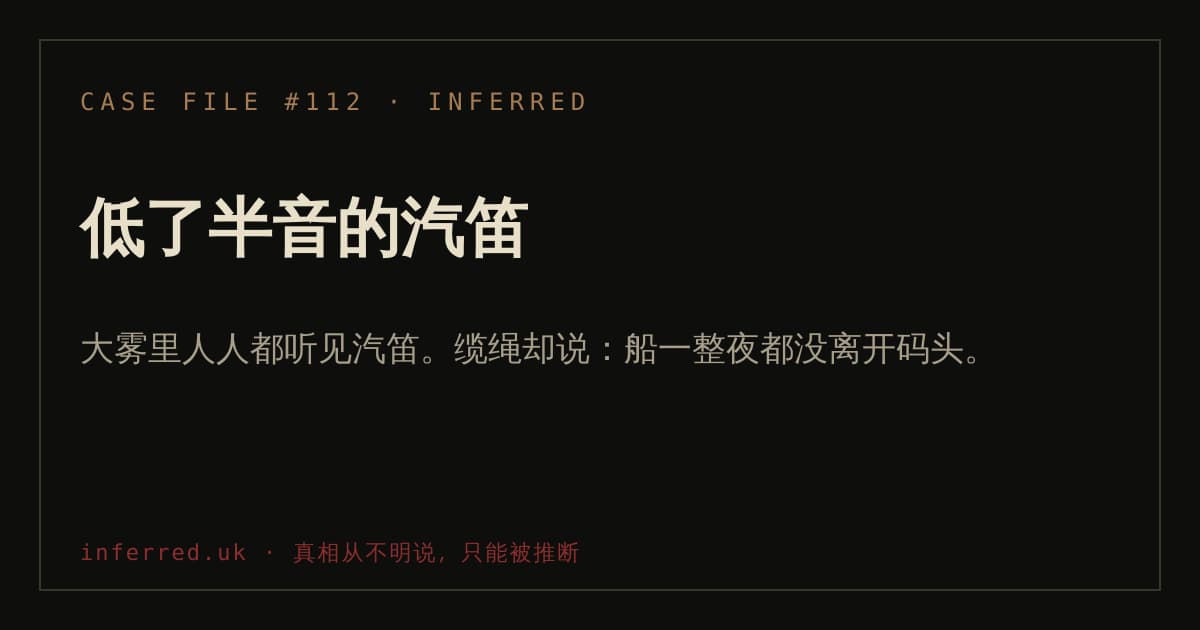 CASE FILE #112 · INFERRED
低了半音的汽笛
大雾里人人都听见汽笛。缆绳却说：船一整夜都没离开码头。
inferred.uk · 真相从不明说，只能被推断